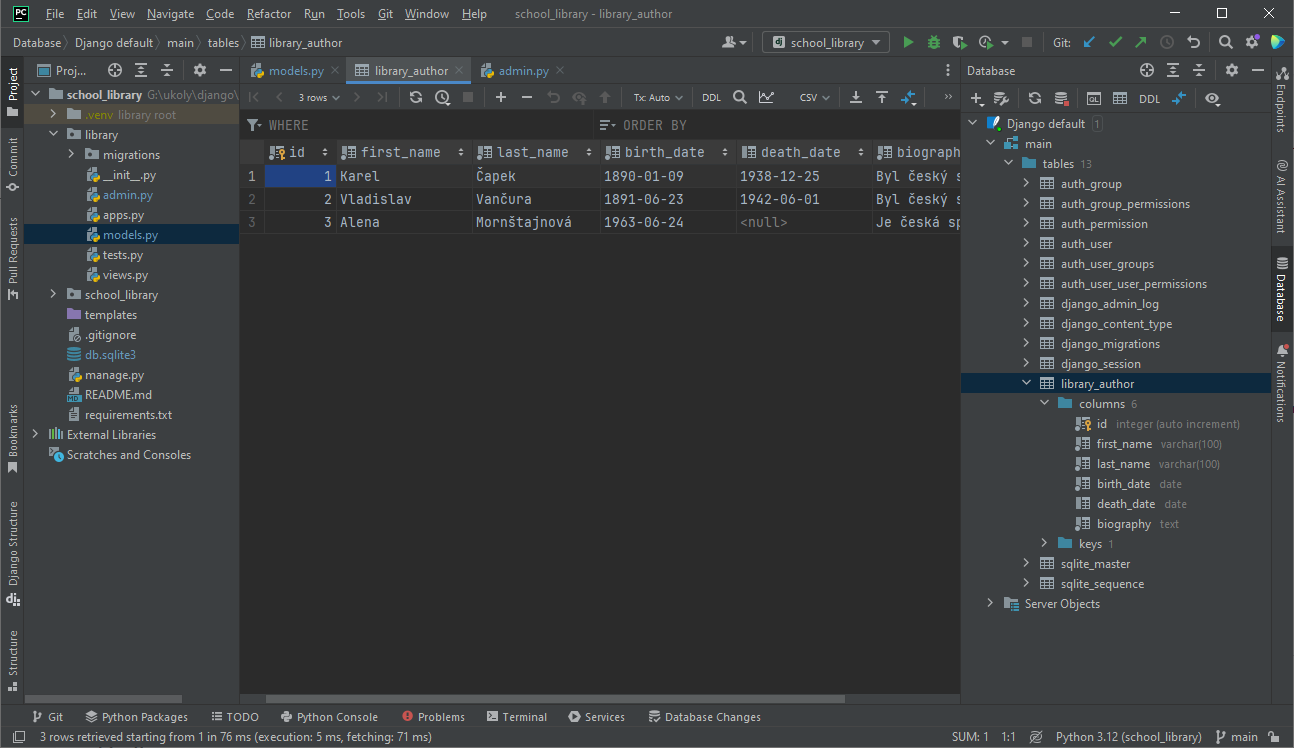 PC File Edit View Navigate Code Refactor Run Tools Git Window Help school_library - library_author
Database Django default main tables library_author school_library Git:
Project
Commit
Pull Requests
Bookmarks
Django Structure
Structure
Proj...
school_library G:\ukoly\django\
.venv library root
library
migrations
__init__.py
admin.py
apps.py
models.py
tests.py
views.py
school_library
templates
.gitignore
db.sqlite3
manage.py
README.md
requirements.txt
External Libraries
Scratches and Consoles
models.py library_author admin.py
3 rows Tx: Auto DDL CSV
WHERE ORDER BY
id first_name last_name birth_date death_date biograph
1 1 Karel Čapek 1890-01-09 1938-12-25 Byl český s
2 2 Vladislav Vančura 1891-06-23 1942-06-01 Byl český s
3 3 Alena Mornštajnová 1963-06-24 <null> Je česká sp
Database
DDL
Django default 1
main
tables 13
auth_group
auth_group_permissions
auth_permission
auth_user
auth_user_groups
auth_user_user_permissions
django_admin_log
django_content_type
django_migrations
django_session
library_author
columns 6
id integer (auto increment)
first_name varchar(100)
last_name varchar(100)
birth_date date
death_date date
biography text
keys 1
sqlite_master
sqlite_sequence
Server Objects
Endpoints
AI Assistant
Database
Notifications
Git Python Packages TODO Python Console Problems Terminal Services Database Changes
3 rows retrieved starting from 1 in 76 ms (execution: 5 ms, fetching: 71 ms) SUM: 1 1:1 Python 3.12 (school_library) main